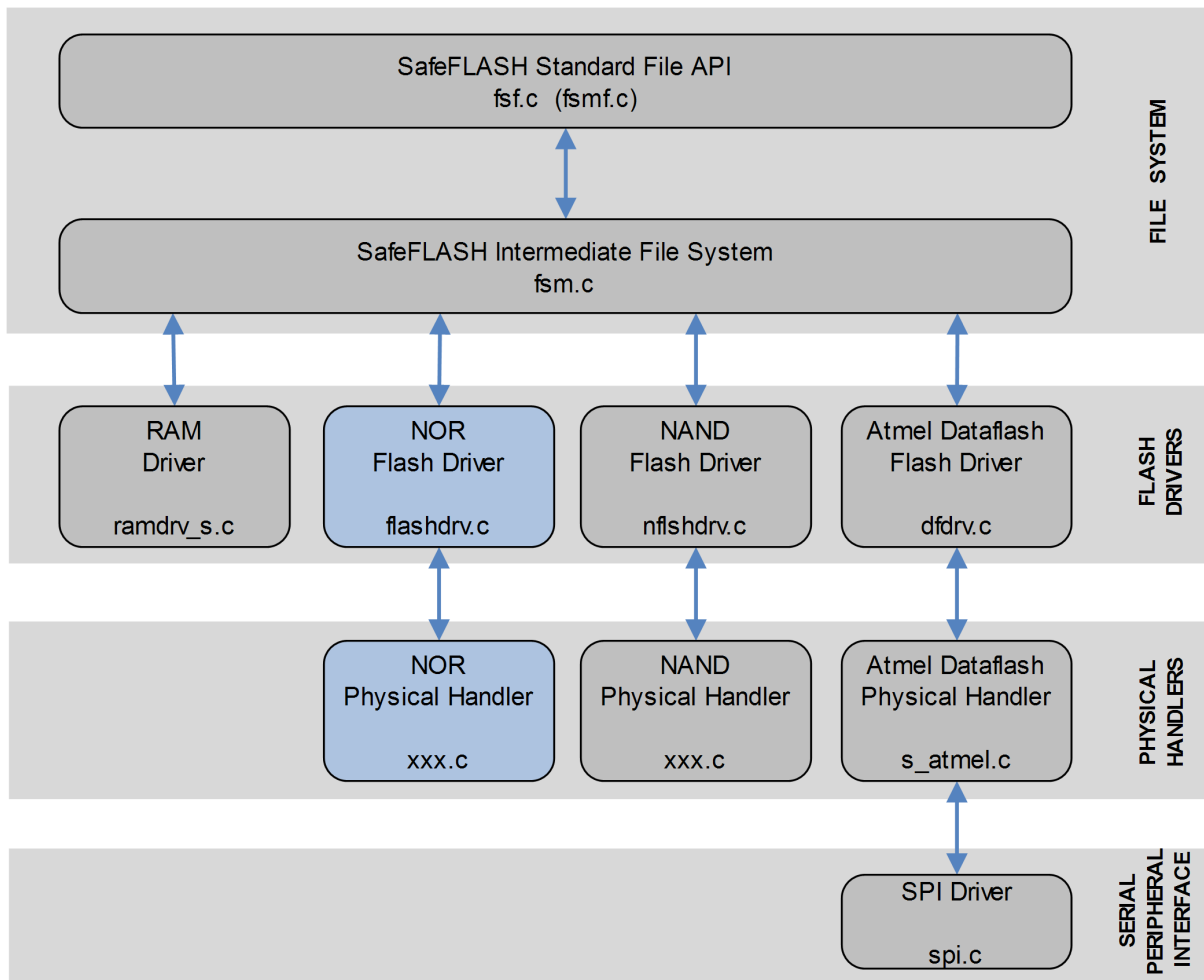 SafeFLASH Standard File API
fsf.c (fsmf.c)
FILE SYSTEM
SafeFLASH Intermediate File System
fsm.c
RAM
Driver
ramdrv_s.c
NOR
Flash Driver
flashdrv.c
NAND
Flash Driver
nflshdrv.c
Atmel Dataflash
Flash Driver
dfdrv.c
FLASH
DRIVERS
NOR
Physical Handler
xxx.c
NAND
Physical Handler
xxx.c
Atmel Dataflash
Physical Handler
s_atmel.c
PHYSICAL
HANDLERS
SPI Driver
spi.c
SERIAL
PERIPHERAL
INTERFACE